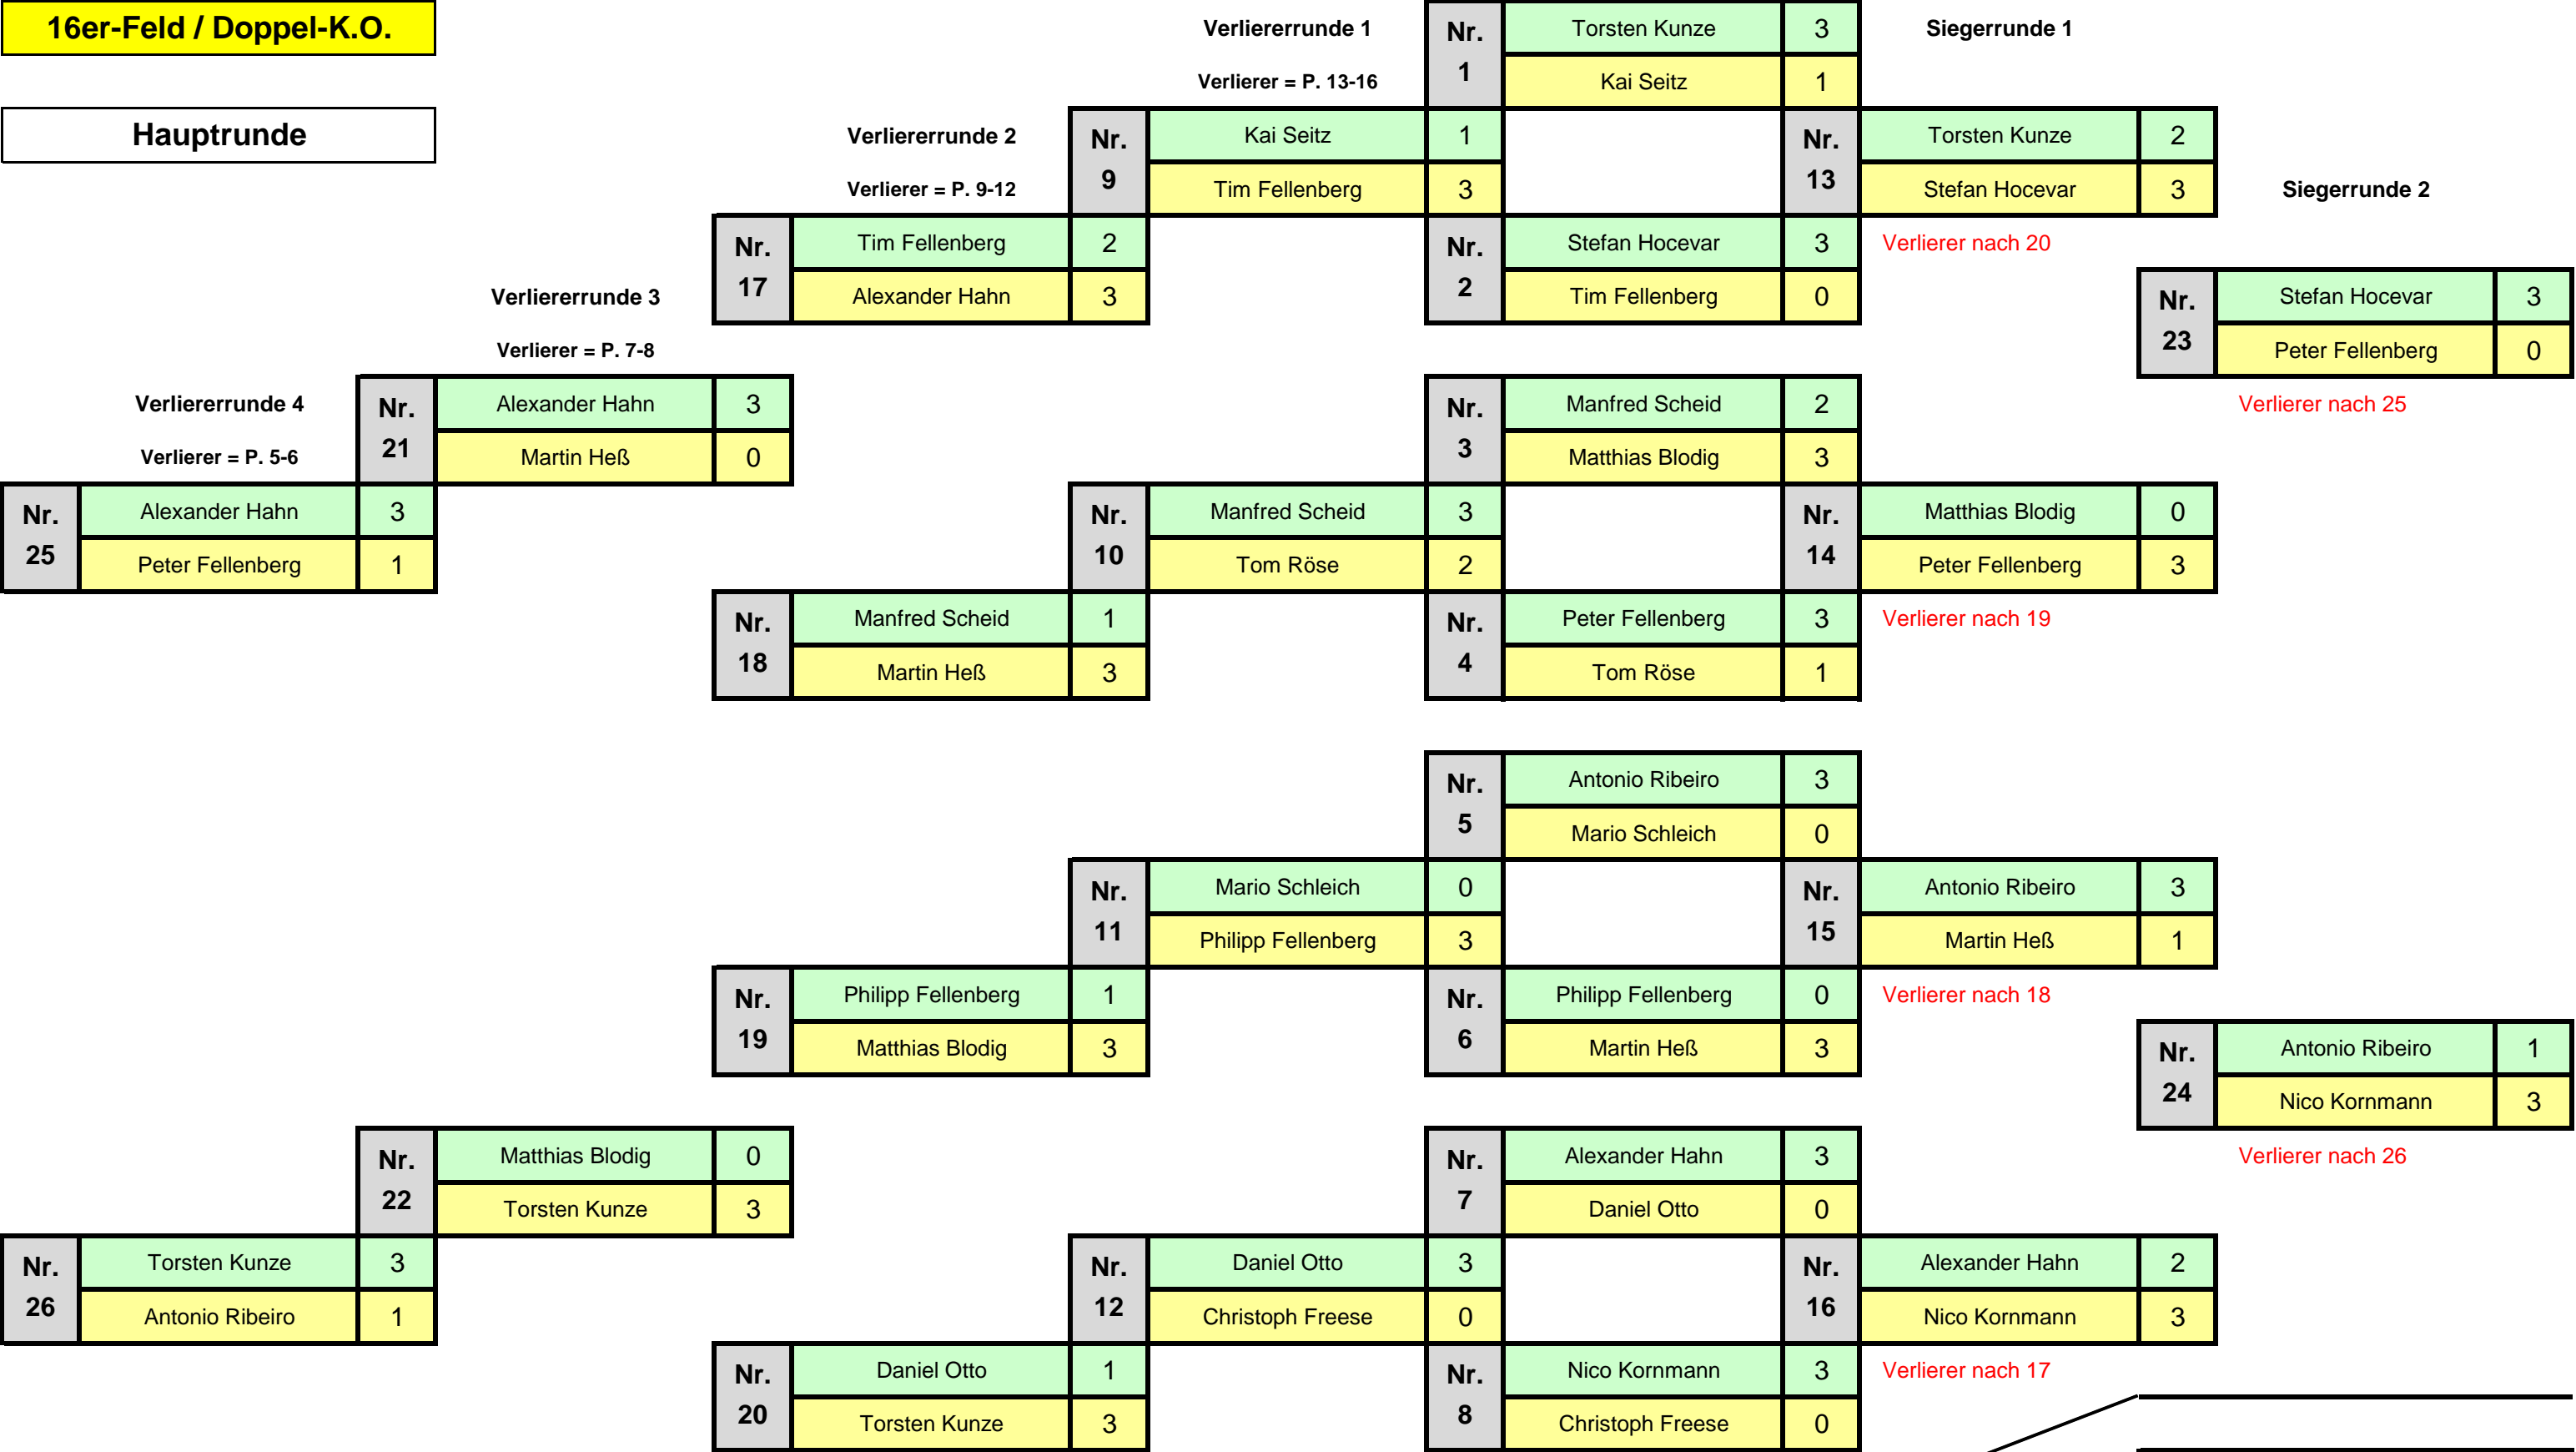 16er-Feld / Doppel-K.O.
Verliererrunde 1
Nr. 1
Torsten Kunze 3
Siegerrunde 1
Verlierer = P. 13-16
Kai Seitz 1
Hauptrunde
Verliererrunde 2
Nr. 9
Kai Seitz 1
Nr. 13
Torsten Kunze 2
Verlierer = P. 9-12
Tim Fellenberg 3
Stefan Hocevar 3
Siegerrunde 2
Nr. 17
Tim Fellenberg 2
Nr. 2
Stefan Hocevar 3
Verlierer nach 20
Verliererrunde 3
Alexander Hahn 3
Tim Fellenberg 0
Nr. 23
Stefan Hocevar 3
Verlierer = P. 7-8
Peter Fellenberg 0
Verliererrunde 4
Nr. 21
Alexander Hahn 3
Nr. 3
Manfred Scheid 2
Verlierer nach 25
Verlierer = P. 5-6
Martin Heß 0
Matthias Blodig 3
Nr. 25
Alexander Hahn 3
Nr. 10
Manfred Scheid 3
Nr. 14
Matthias Blodig 0
Peter Fellenberg 1
Tom Röse 2
Peter Fellenberg 3
Nr. 18
Manfred Scheid 1
Nr. 4
Peter Fellenberg 3
Verlierer nach 19
Martin Heß 3
Tom Röse 1
Nr. 5
Antonio Ribeiro 3
Mario Schleich 0
Nr. 11
Mario Schleich 0
Nr. 15
Antonio Ribeiro 3
Philipp Fellenberg 3
Martin Heß 1
Nr. 19
Philipp Fellenberg 1
Nr. 6
Philipp Fellenberg 0
Verlierer nach 18
Matthias Blodig 3
Martin Heß 3
Nr. 24
Antonio Ribeiro 1
Nico Kornmann 3
Nr. 22
Matthias Blodig 0
Nr. 7
Alexander Hahn 3
Verlierer nach 26
Torsten Kunze 3
Daniel Otto 0
Nr. 26
Torsten Kunze 3
Nr. 12
Daniel Otto 3
Nr. 16
Alexander Hahn 2
Antonio Ribeiro 1
Christoph Freese 0
Nico Kornmann 3
Nr. 20
Daniel Otto 1
Nr. 8
Nico Kornmann 3
Verlierer nach 17
Torsten Kunze 3
Christoph Freese 0